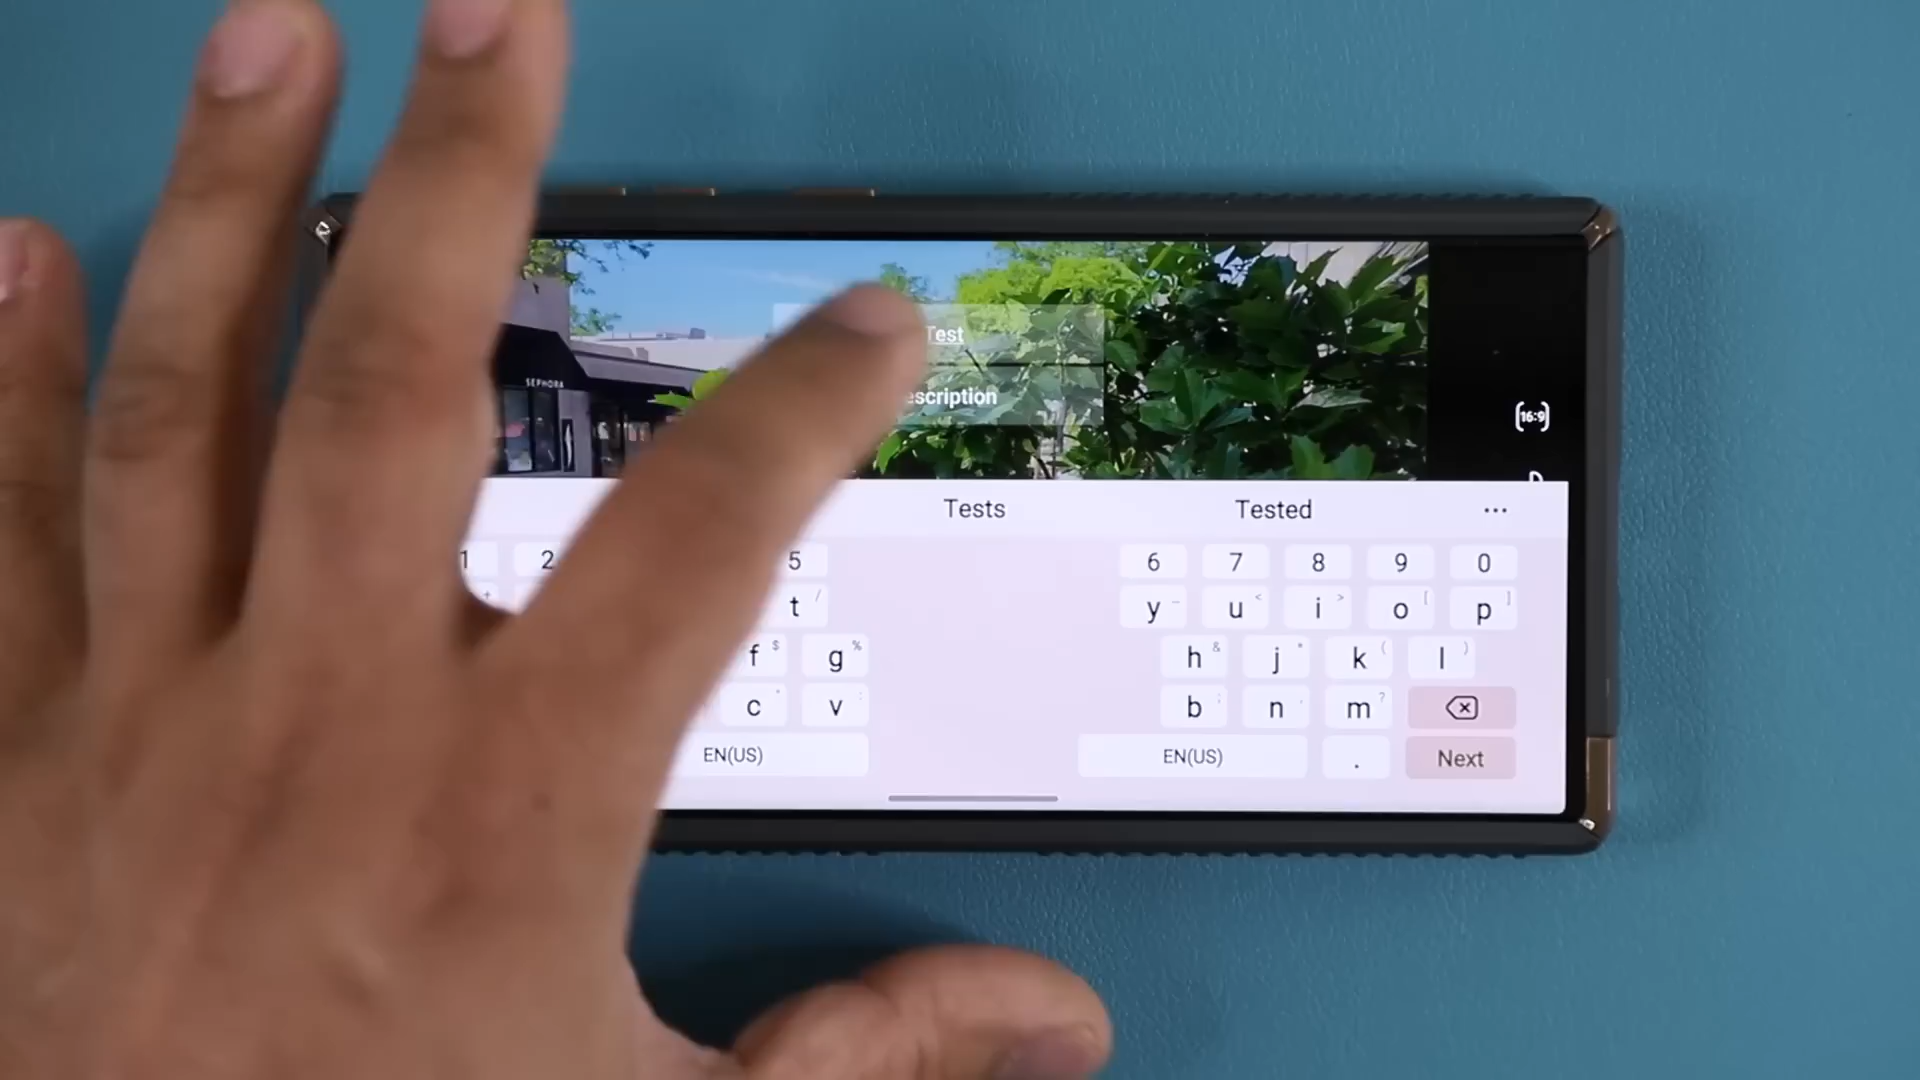 Test
escription
SEPHORA
16:9
Tests Tested ...
1 2 5 6 7 8 9 0
+ t / y – u < i > o [ p ]
f $ g % h & j * k ( l )
c " v : b ; n , m ?
EN(US) EN(US) . Next